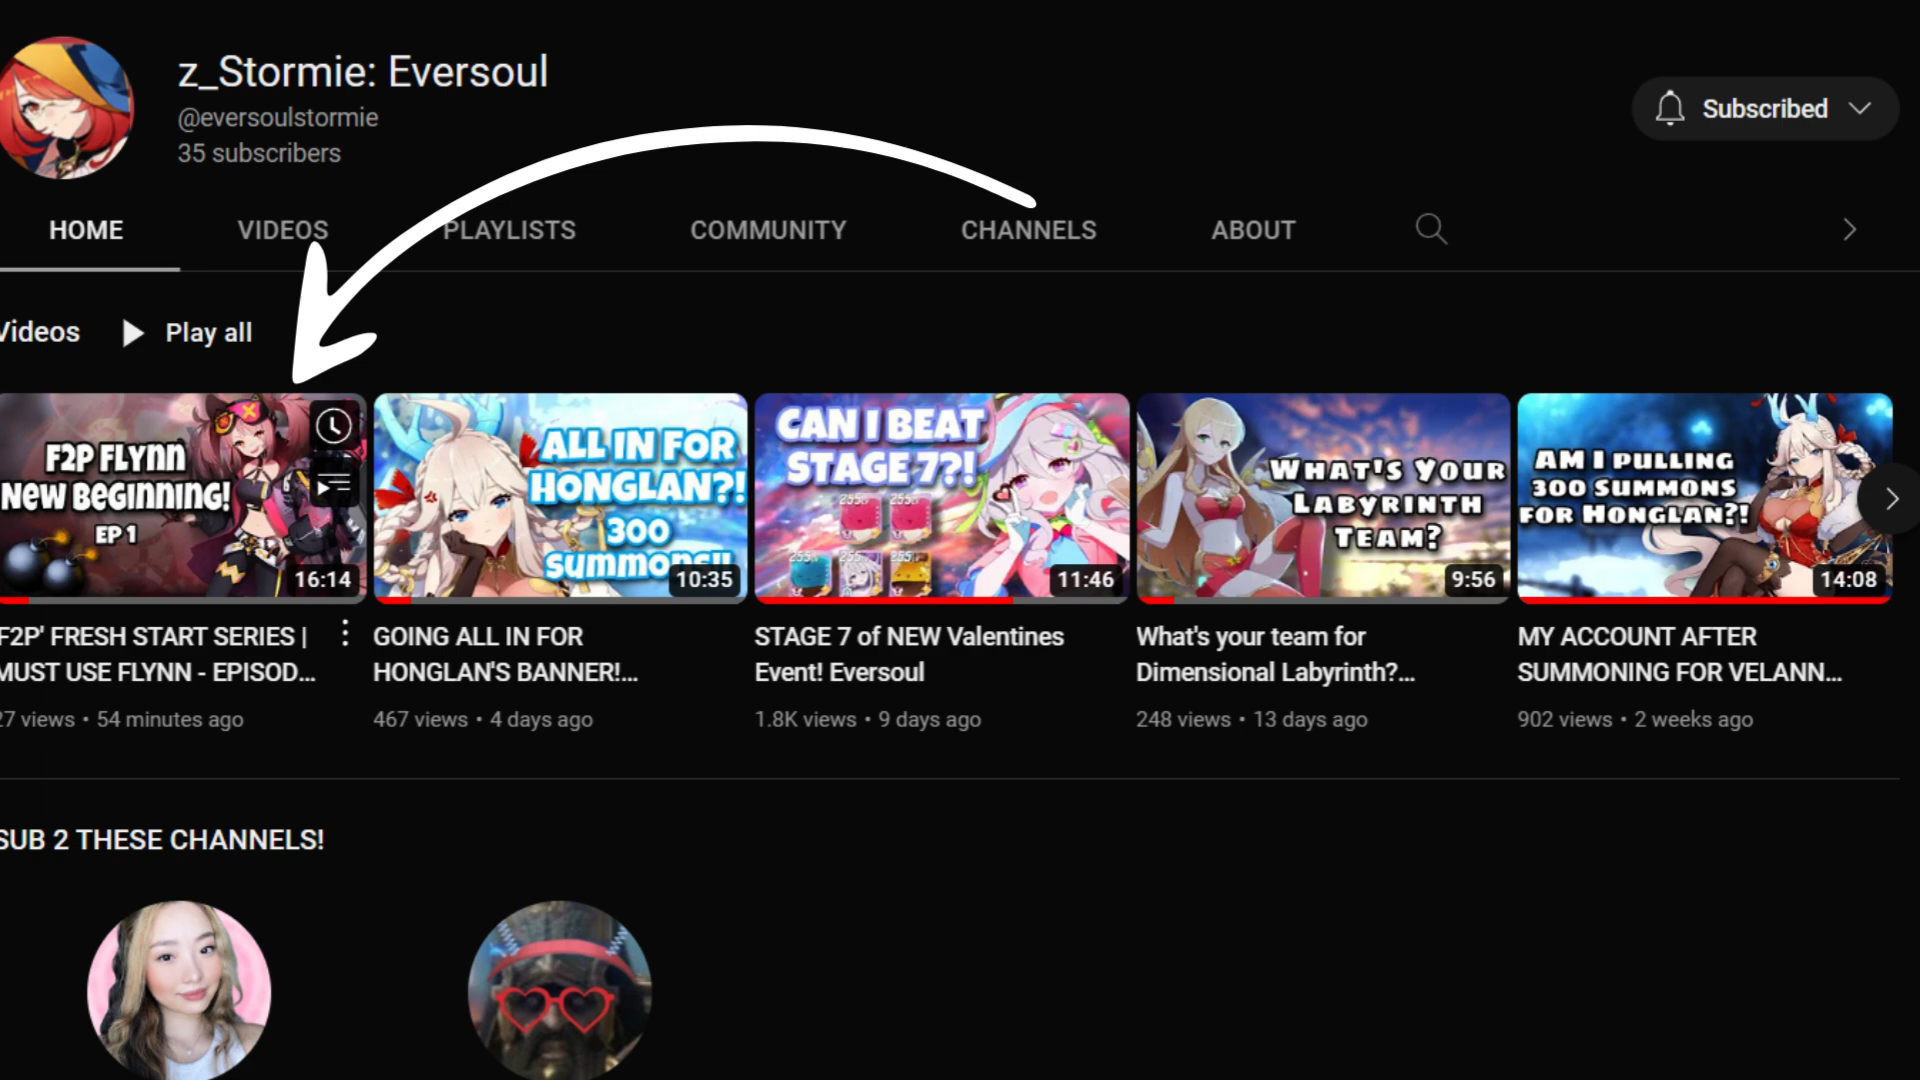 z_Stormie: Eversoul
@eversoulstormie
35 subscribers
Subscribed
HOME
VIDEOS
PLAYLISTS
COMMUNITY
CHANNELS
ABOUT
Videos
Play all
F2P FLYNN
NEW BEGINNING!
EP 1
16:14
ALL IN FOR
HONGLAN?!
300
SUMMONS!!
10:35
CAN I BEAT
STAGE 7?!
11:46
WHAT'S YOUR
LABYRINTH
TEAM?
9:56
AM I PULLING
300 SUMMONS
FOR HONGLAN?!
14:08
F2P' FRESH START SERIES |
MUST USE FLYNN - EPISOD...
27 views • 54 minutes ago
GOING ALL IN FOR
HONGLAN'S BANNER!...
467 views • 4 days ago
STAGE 7 of NEW Valentines
Event! Eversoul
1.8K views • 9 days ago
What's your team for
Dimensional Labyrinth?...
248 views • 13 days ago
MY ACCOUNT AFTER
SUMMONING FOR VELANN...
902 views • 2 weeks ago
SUB 2 THESE CHANNELS!